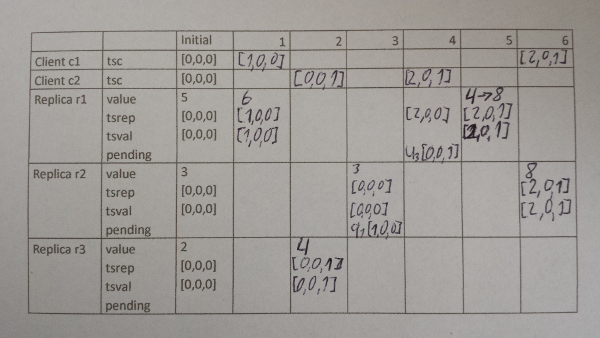 Initial 1 2 3 4 5 6
Client c1 tsc [0,0,0] [1,0,0] [2,0,1]
Client c2 tsc [0,0,0] [0,0,1] [2,0,1]
Replica r1 value 5 6 4→8
tsrep [0,0,0] [1,0,0] [2,0,0] [2,0,1]
tsval [0,0,0] [1,0,0] [2,0,1]
pending u3[0,0,1]
Replica r2 value 3 3 8
tsrep [0,0,0] [0,0,0] [2,0,1]
tsval [0,0,0] [0,0,0] [2,0,1]
pending q1[1,0,0]
Replica r3 value 2 4
tsrep [0,0,0] [0,0,1]
tsval [0,0,0] [0,0,1]
pending